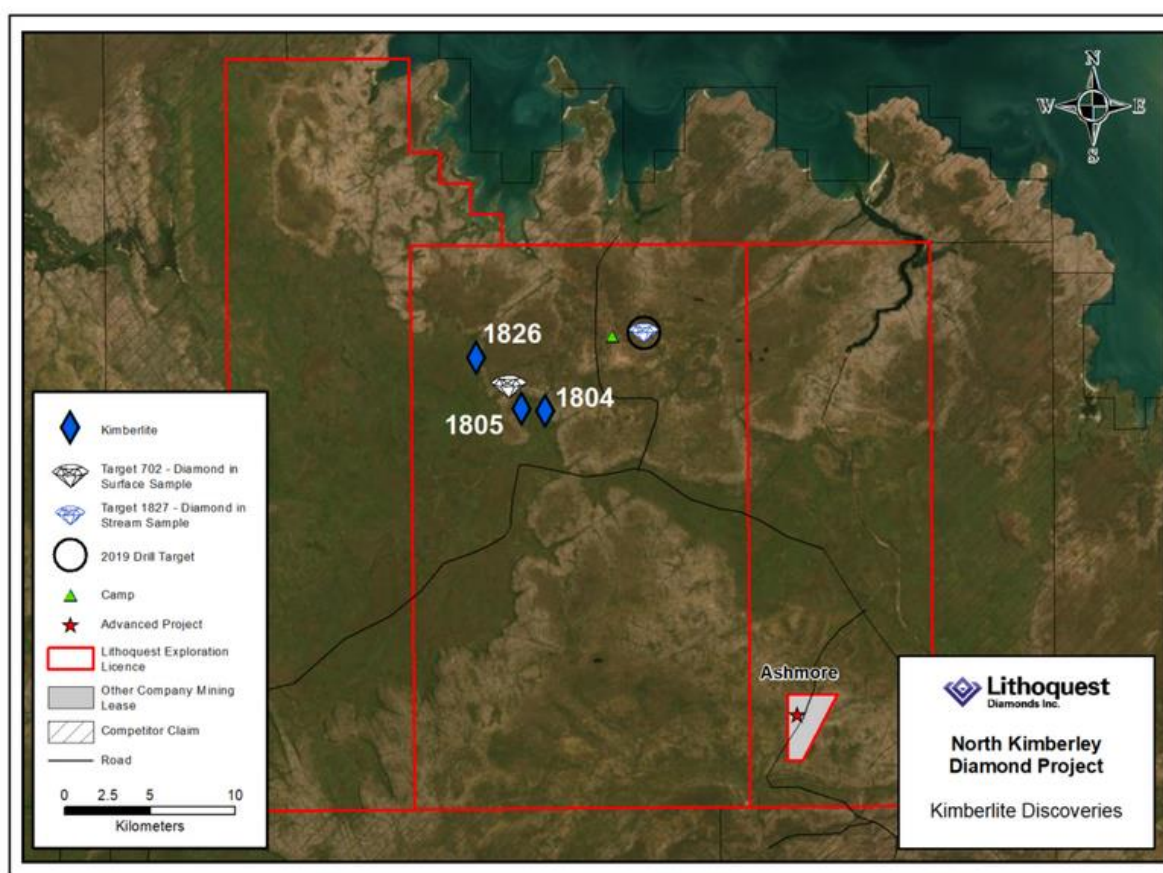 N
W E
S
1826
1804
1805
Kimberlite
Target 702 - Diamond in
Surface Sample
Target 1827 - Diamond in
Stream Sample
2019 Drill Target
Camp
Advanced Project
Lithoquest Exploration
Licence
Other Company Mining
Lease
Competitor Claim
Road
0 2.5 5 10
Kilometers
Ashmore
Lithoquest
Diamonds Inc.
North Kimberley
Diamond Project
Kimberlite Discoveries